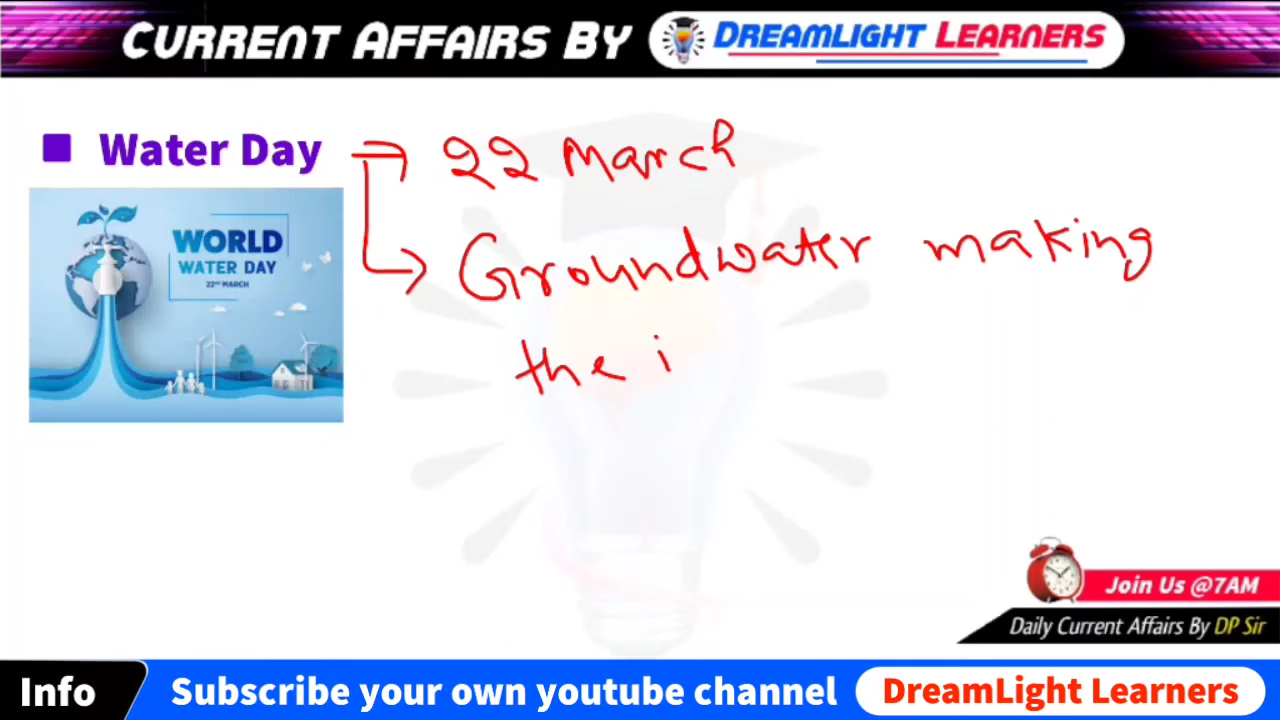 CURRENT AFFAIRS BY DREAMLIGHT LEARNERS
Water Day → 22 March
WORLD
WATER DAY
22ND MARCH
Groundwater making
the i
Join Us @7AM
Daily Current Affairs By DP Sir
Info Subscribe your own youtube channel DreamLight Learners